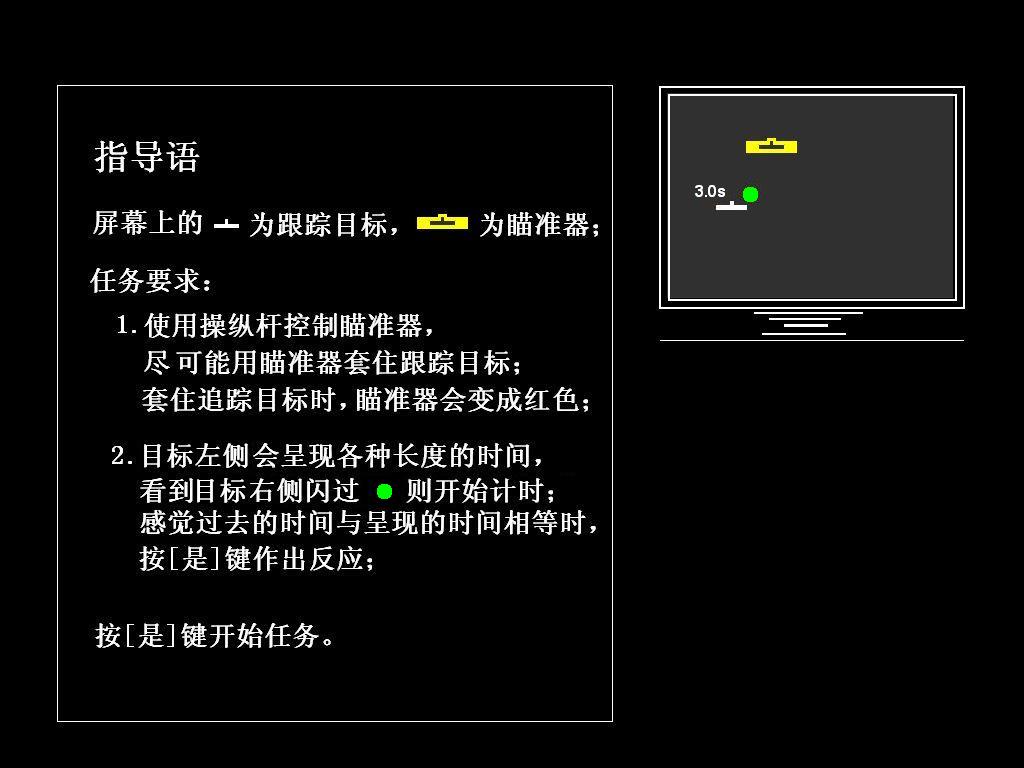 指导语
屏幕上的 为跟踪目标， 为瞄准器；
任务要求：
1.使用操纵杆控制瞄准器，
尽可能用瞄准器套住跟踪目标；
套住追踪目标时，瞄准器会变成红色；
2.目标左侧会呈现各种长度的时间，
看到目标右侧闪过 则开始计时；
感觉过去的时间与呈现的时间相等时，
按[是]键作出反应；
按[是]键开始任务。
3.0s